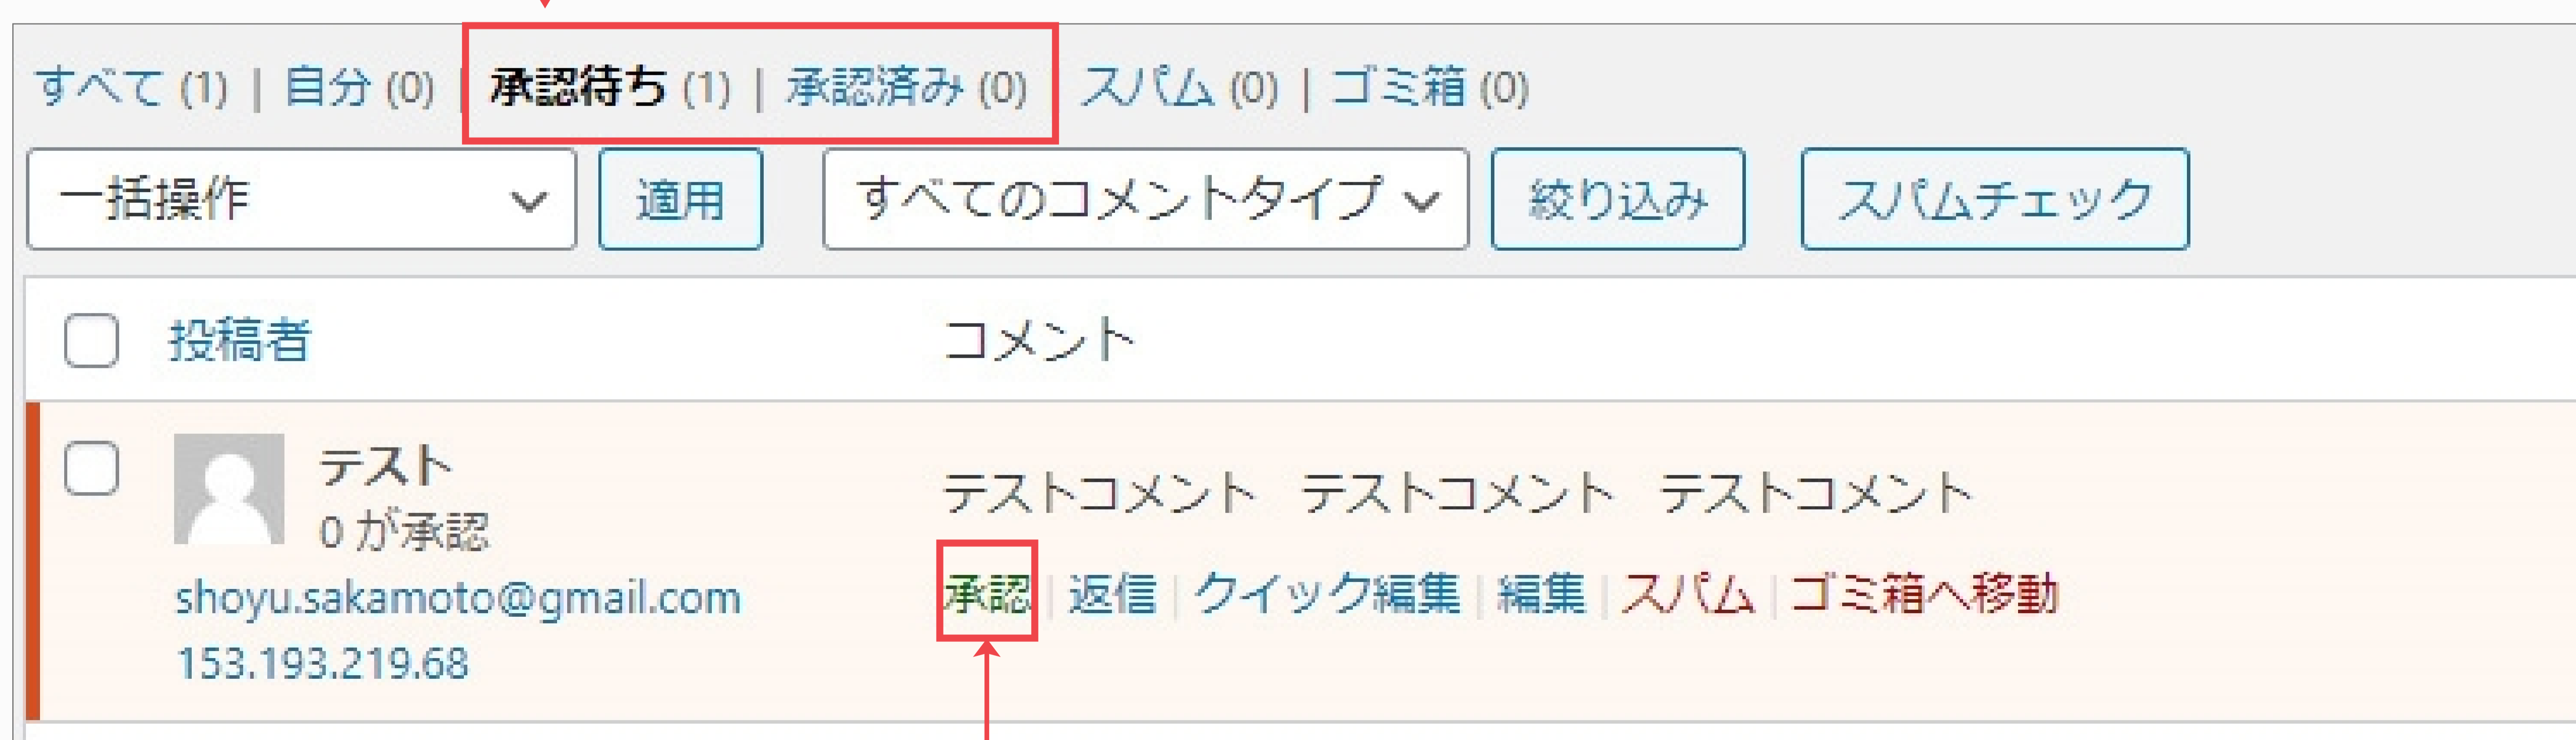 すべて (1) | 自分 (0) | 承認待ち (1) | 承認済み (0) スパム (0) | ゴミ箱 (0)
一括操作 適用 すべてのコメントタイプ 絞り込み スパムチェック
投稿者 コメント
テスト
0 が承認
テストコメント テストコメント テストコメント
shoyu.sakamoto@gmail.com
承認 | 返信 | クイック編集 | 編集 | スパム | ゴミ箱へ移動
153.193.219.68